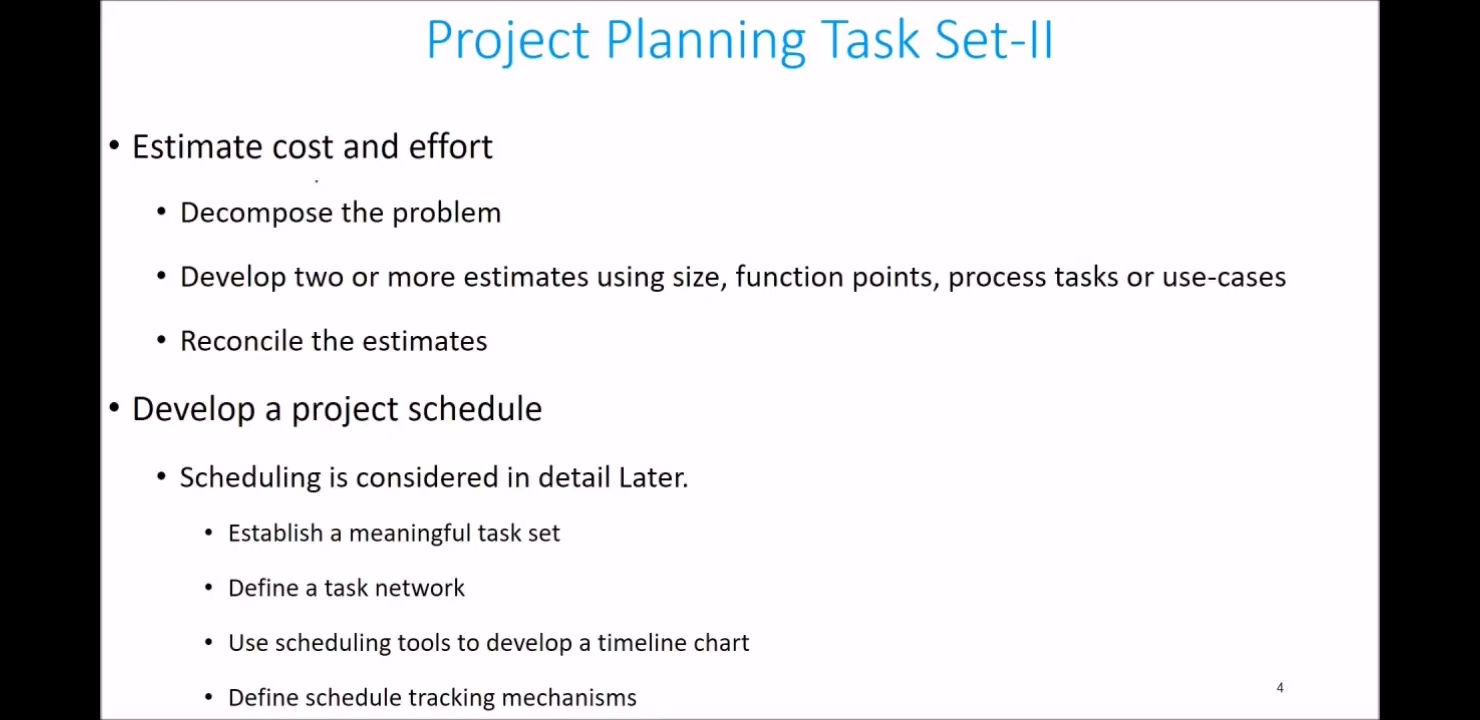 Project Planning Task Set-II
• Estimate cost and effort
• Decompose the problem
• Develop two or more estimates using size, function points, process tasks or use-cases
• Reconcile the estimates
• Develop a project schedule
• Scheduling is considered in detail Later.
• Establish a meaningful task set
• Define a task network
• Use scheduling tools to develop a timeline chart
• Define schedule tracking mechanisms
4